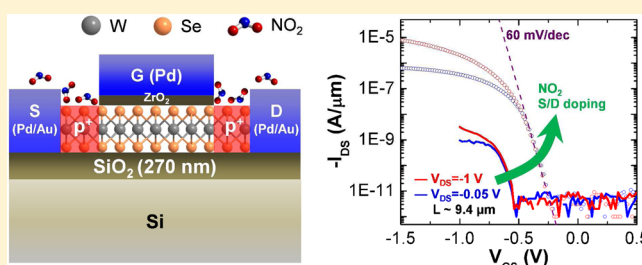 W
Se
NO2
G (Pd)
ZrO2
S
(Pd/Au)
p+
p+
D
(Pd/Au)
SiO2 (270 nm)
Si
60 mV/dec
1E-5
1E-7
1E-9
1E-11
-IDS (A/μm)
NO2
S/D doping
VDS=-1 V
VDS=-0.05 V
L ~ 9.4 μm
-1.5
-1.0
-0.5
0.0
0.5
(V)